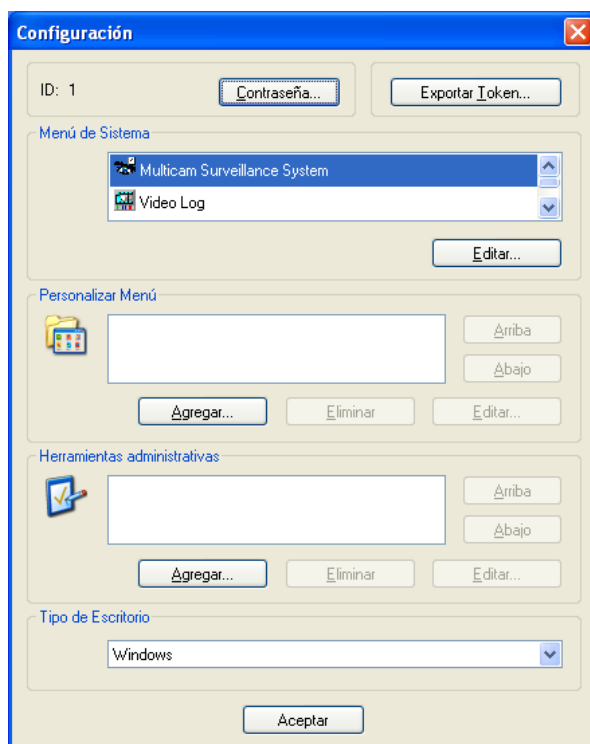 Configuración
ID: 1
Contraseña...
Exportar Token...
Menú de Sistema
Multicam Surveillance System
Video Log
Editar...
Personalizar Menú
Arriba
Abajo
Agregar...
Eliminar
Editar...
Herramientas administrativas
Arriba
Abajo
Agregar...
Eliminar
Editar...
Tipo de Escritorio
Windows
Aceptar